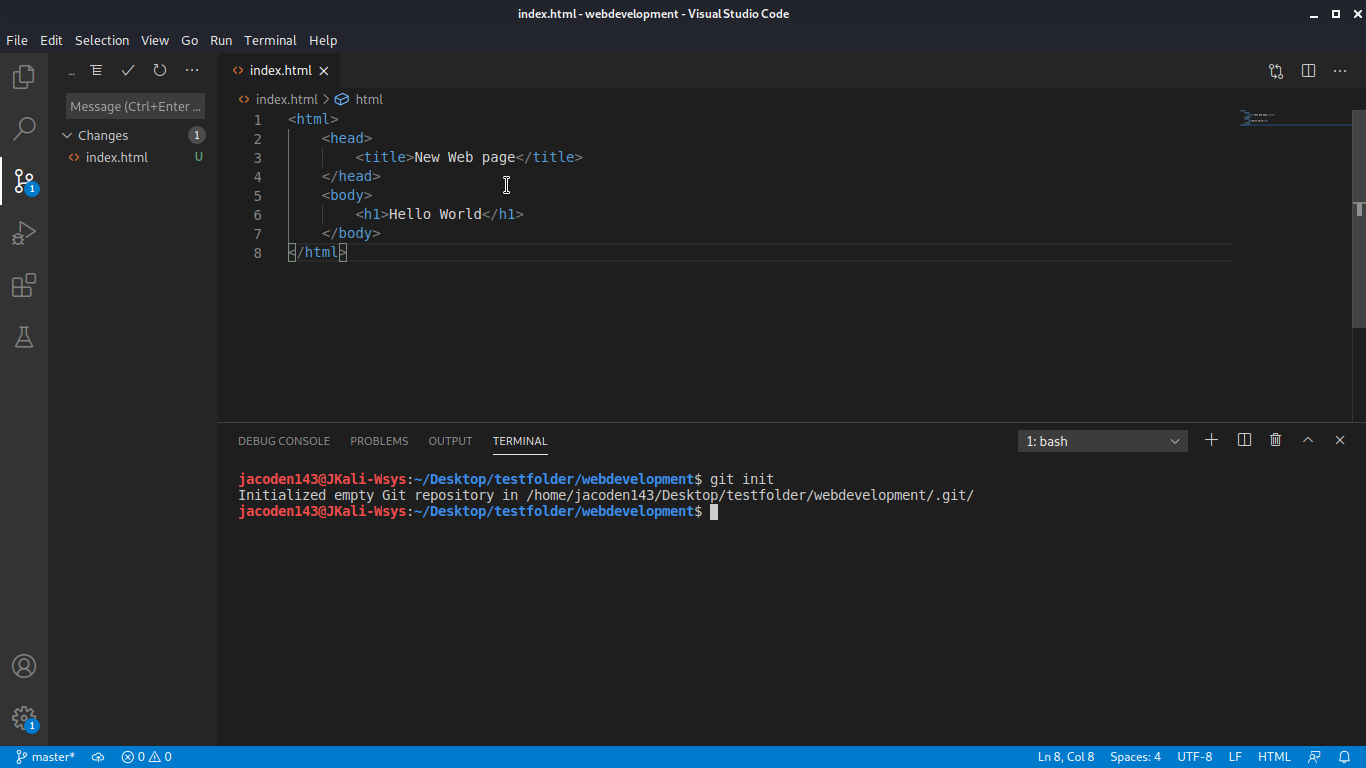 index.html - webdevelopment - Visual Studio Code
File Edit Selection View Go Run Terminal Help
...
Message (Ctrl+Enter ...
Changes 1
index.html U
1
1
index.html
index.html > html
1 <html>
2 <head>
3 <title>New Web page</title>
4 </head>
5 <body>
6 <h1>Hello World</h1>
7 </body>
8 </html>
DEBUG CONSOLE PROBLEMS OUTPUT TERMINAL 1: bash
jacoden143@JKali-Wsys:~/Desktop/testfolder/webdevelopment$ git init
Initialized empty Git repository in /home/jacoden143/Desktop/testfolder/webdevelopment/.git/
jacoden143@JKali-Wsys:~/Desktop/testfolder/webdevelopment$
master* 0 0 Ln 8, Col 8 Spaces: 4 UTF-8 LF HTML